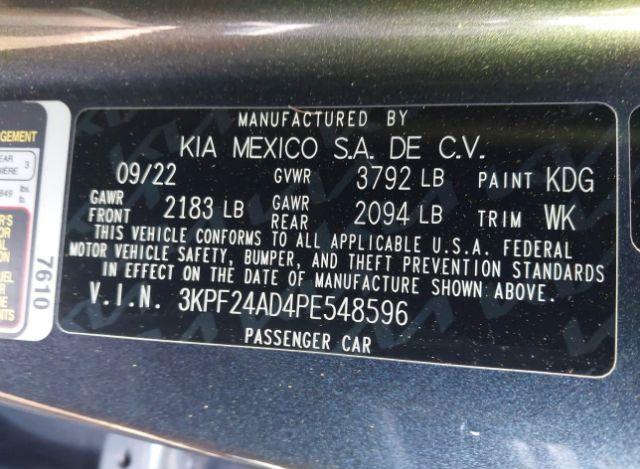 MANUFACTURED BY
KIA MEXICO S.A. DE C.V.
09/22 GVWR 3792 LB PAINT KDG
GAWR FRONT 2183 LB GAWR REAR 2094 LB TRIM WK
THIS VEHICLE CONFORMS TO ALL APPLICABLE U.S.A. FEDERAL
MOTOR VEHICLE SAFETY, BUMPER, AND THEFT PREVENTION STANDARDS
IN EFFECT ON THE DATE OF MANUFACTURE SHOWN ABOVE.
V.I.N. 3KPF24AD4PE548596
PASSENGER CAR
7610
3
lbs.